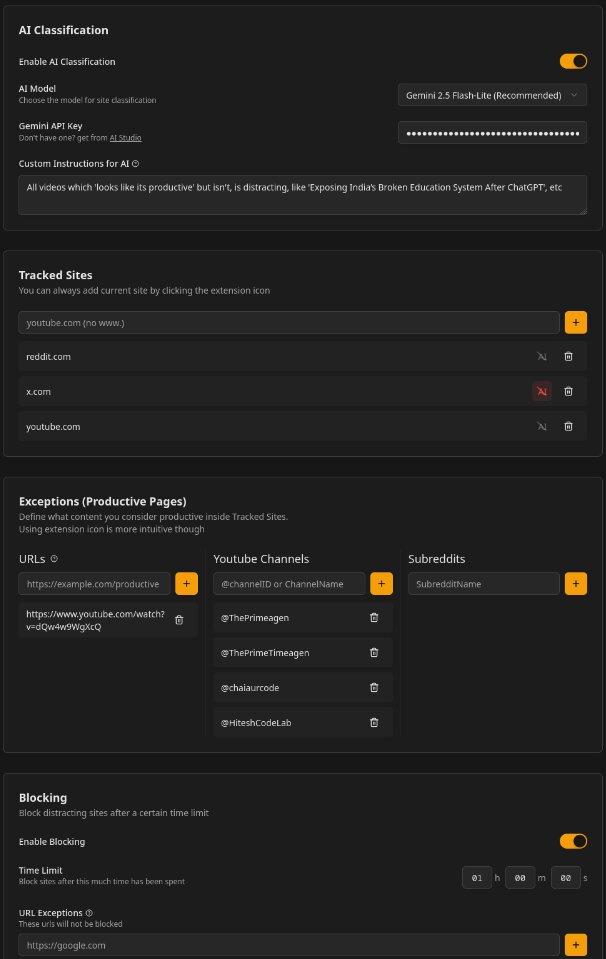 AI Classification
Enable AI Classification
AI Model
Choose the model for site classification
Gemini 2.5 Flash-Lite (Recommended)
Gemini API Key
Don't have one? get from AI Studio
Custom Instructions for AI
All videos which 'looks like its productive' but isn't, is distracting, like 'Exposing India's Broken Education System After ChatGPT', etc
Tracked Sites
You can always add current site by clicking the extension icon
youtube.com (no www.)
reddit.com
AI
x.com
AI
youtube.com
AI
Exceptions (Productive Pages)
Define what content you consider productive inside Tracked Sites.
Using extension icon is more intuitive though
URLs
https://example.com/productive
https://www.youtube.com/watch?
v=dQw4w9WgXcQ
Youtube Channels
@channelID or ChannelName
@ThePrimeagen
@ThePrimeTimeagen
@chaiaurcode
@HiteshCodeLab
Subreddits
SubredditName
Blocking
Block distracting sites after a certain time limit
Enable Blocking
Time Limit
Block sites after this much time has been spent
01 h 00 m 00 s
URL Exceptions
These urls will not be blocked
https://google.com